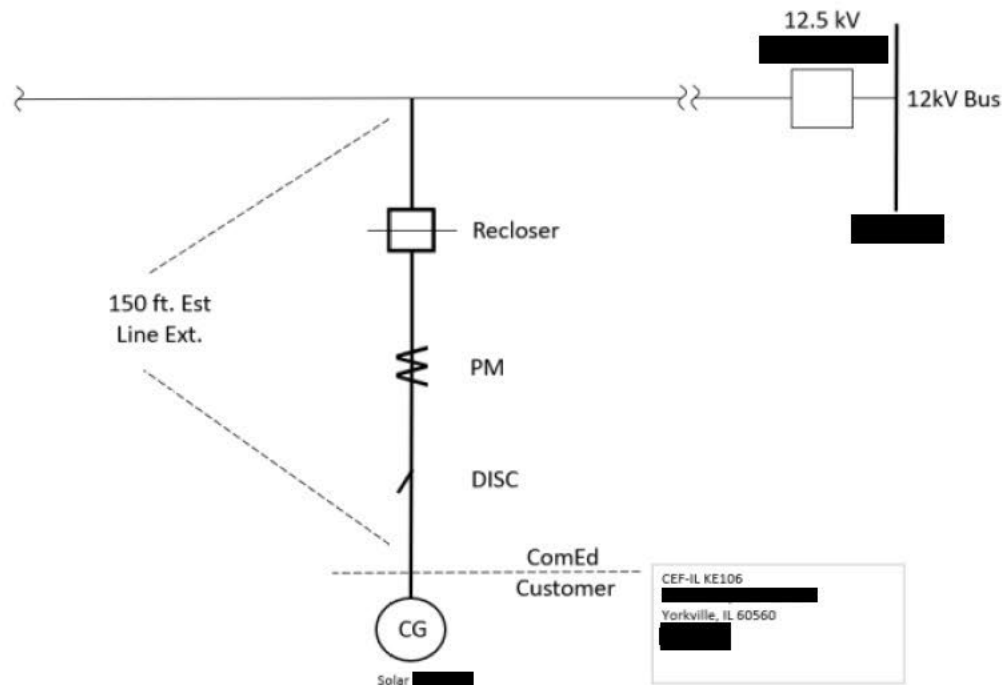 12.5 kV
12kV Bus
Recloser
150 ft. Est
Line Ext.
PM
DISC
ComEd
Customer
CG
Solar
CEF-IL KE106
Yorkville, IL 60560